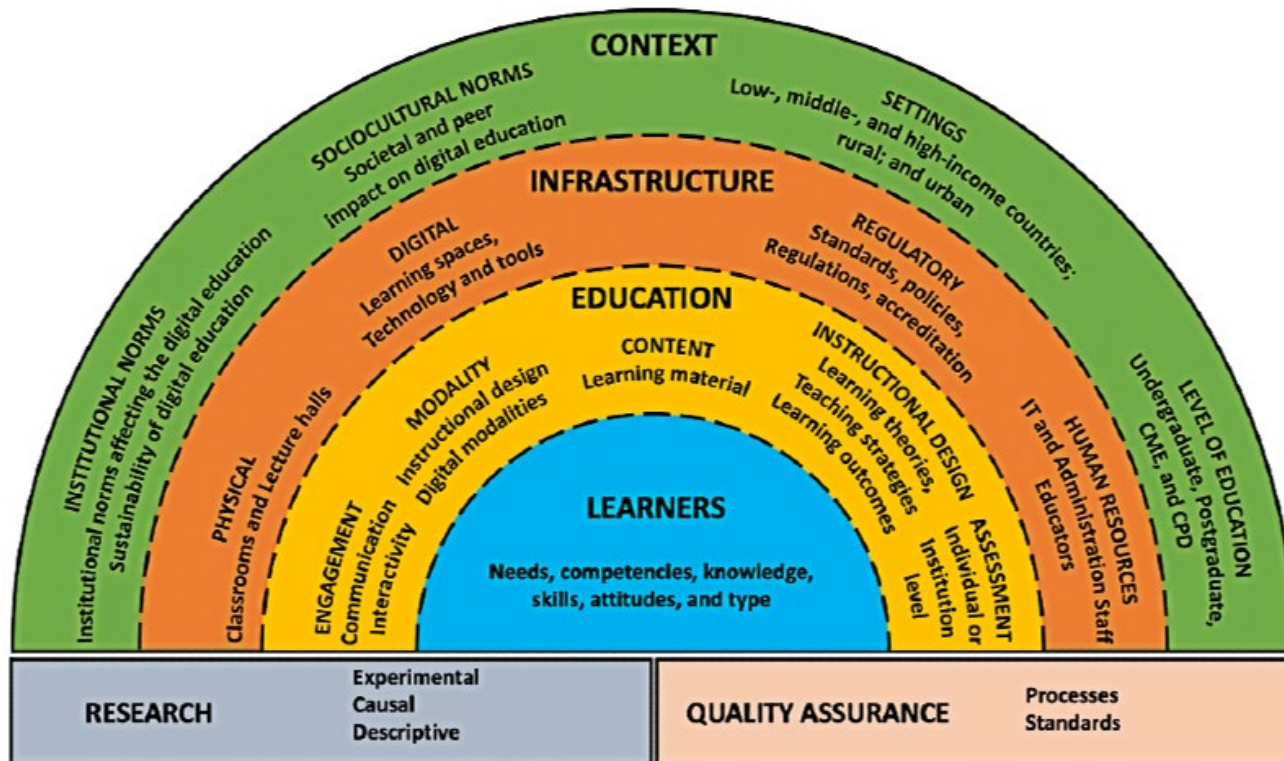 CONTEXT
INSTITUTIONAL NORMS
Institutional norms affecting the digital education
Sustainability of digital education
SOCIOCULTURAL NORMS
Societal and peer
impact on digital education
SETTINGS
Low-, middle-, and high-income countries;
rural; and urban
LEVEL OF EDUCATION
Undergraduate, Postgraduate,
CME, and CPD
INFRASTRUCTURE
PHYSICAL
Classrooms and Lecture halls
DIGITAL
Learning spaces,
Technology and tools
REGULATORY
Standards, policies,
Regulations, accreditation
HUMAN RESOURCES
IT and Administration Staff
Educators
EDUCATION
ENGAGEMENT
Communication
Interactivity
MODALITY
Instructional design
Digital modalities
CONTENT
Learning material
INSTRUCTIONAL DESIGN
Learning theories,
Teaching strategies
Learning outcomes
ASSESSMENT
Individual or
Institution
level
LEARNERS
Needs, competencies, knowledge,
skills, attitudes, and type
RESEARCH
Experimental
Causal
Descriptive
QUALITY ASSURANCE
Processes
Standards